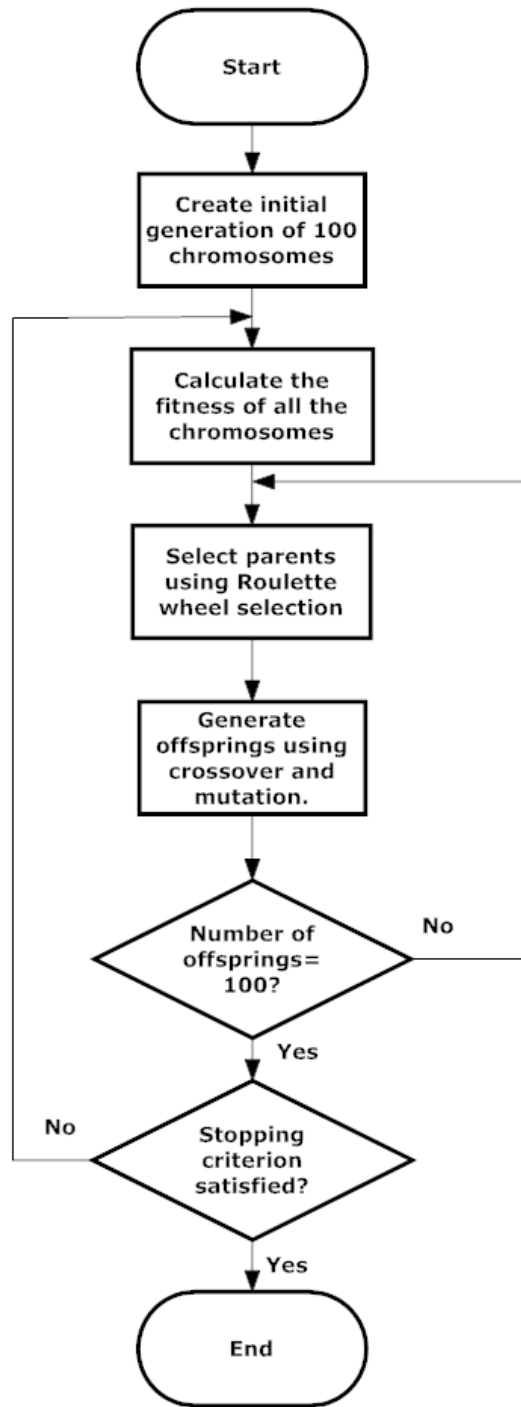 Start
Create initial
generation of 100
chromosomes
Calculate the
fitness of all the
chromosomes
Select parents
using Roulette
wheel selection
Generate
offsprings using
crossover and
mutation.
Number of
offsprings=
100?
No
Yes
No
Stopping
criterion
satisfied?
Yes
End